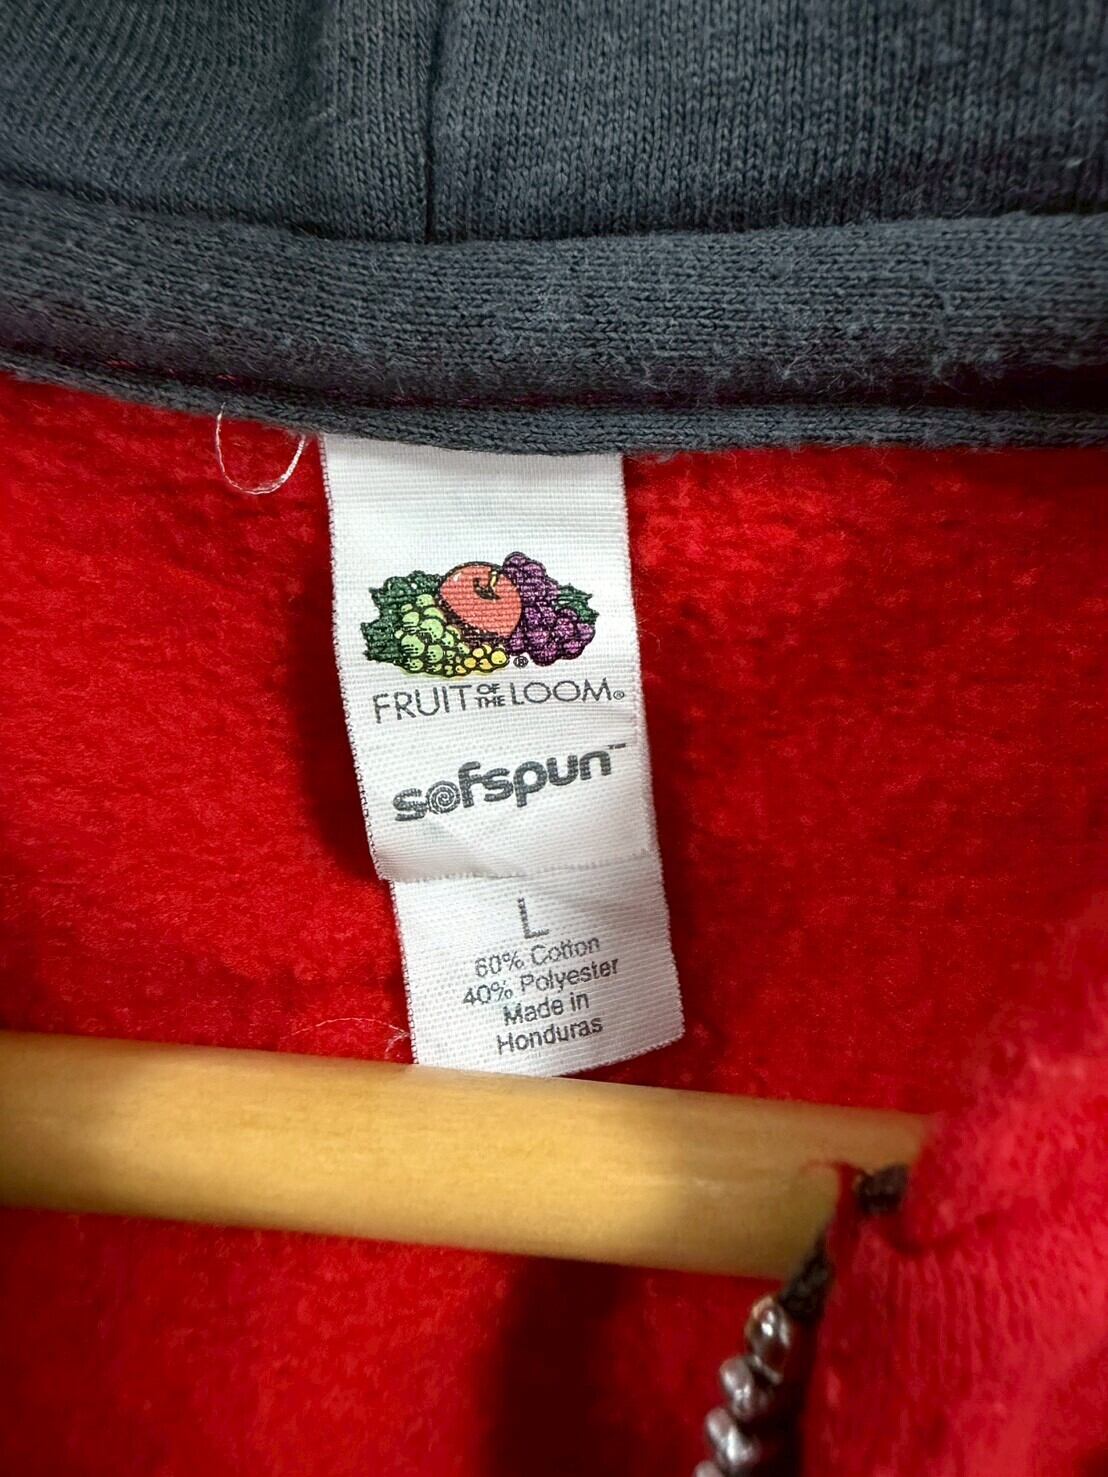 ®
FRUIT OF THE LOOM®
sofspun™
L
60% Cotton
40% Polyester
Made in
Honduras